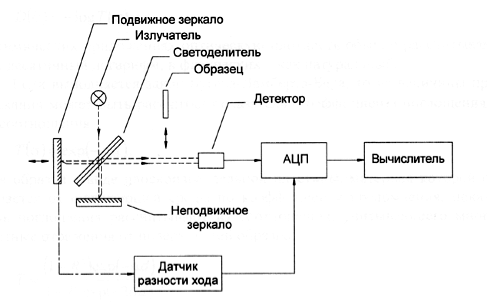 Подвижное зеркало
Излучатель
Светоделитель
Образец
Детектор
АЦП
Вычислитель
Неподвижное
зеркало
Датчик
разности хода